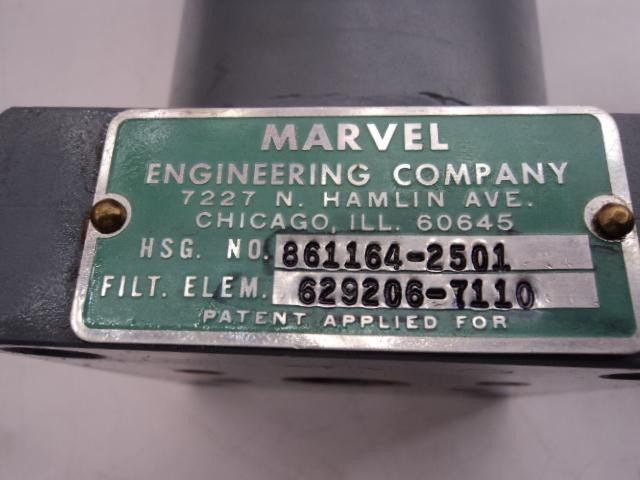 MARVEL
ENGINEERING COMPANY
7227 N. HAMLIN AVE.
CHICAGO, ILL. 60645
HSG. NO. 861164-2501
FILT. ELEM. 629206-7110
PATENT APPLIED FOR